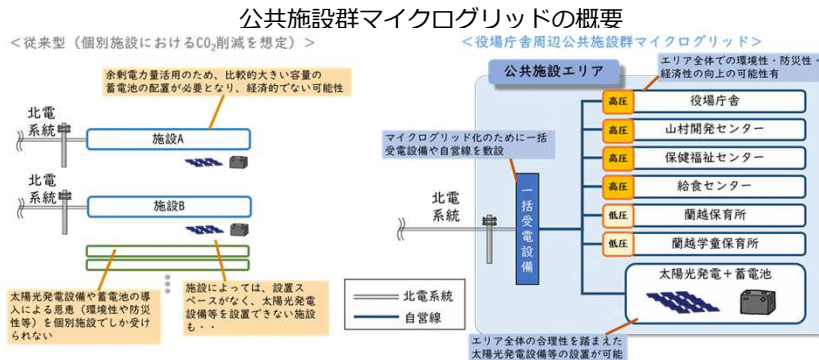 公共施設群マイクログリッドの概要
＜従来型（個別施設におけるCO₂削減を想定）＞
余剰電力量活用のため、比較的大きい容量の
蓄電池の配置が必要となり、経済的でない可能性
北電
系統
施設A
北電
系統
施設B
太陽光発電設備や蓄電池の導
入による恩恵（環境性や防災
性等）を個別施設でしか受け
られない
施設によっては、設置ス
ペースがなく、太陽光発電
設備等を設置できない施設
も・・
＜役場庁舎周辺公共施設群マイクログリッド＞
公共施設エリア
エリア全体での環境性・防災性・
経済性の向上の可能性有
マイクログリッド化のために一括
受電設備や自営線を敷設
北電
系統
一括受電設備
高圧 役場庁舎
高圧 山村開発センター
高圧 保健福祉センター
高圧 給食センター
低圧 蘭越保育所
低圧 蘭越学童保育所
太陽光発電＋蓄電池
北電系統
自営線
エリア全体の合理性を踏まえた
太陽光発電設備等の設置が可能